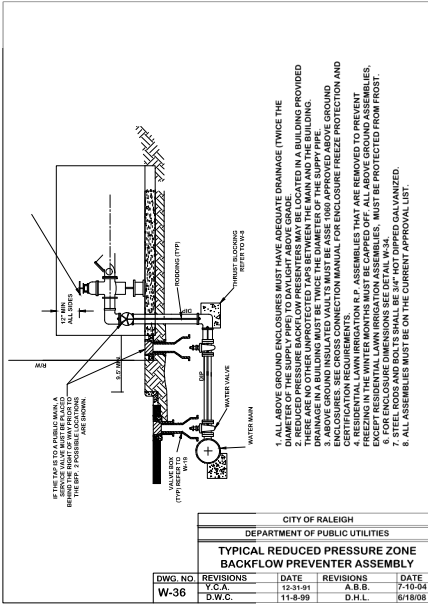 IF THE TAP IS TO A PUBLIC MAIN, A
SERVICE VALVE MUST BE PLACED
BEHIND THE RIGHT-OF-WAY PRIOR TO
THE BFP. 2 POSSIBLE LOCATIONS
ARE SHOWN.
R/W
12" MIN
ALL SIDES
9.5' MIN.
RODDING (TYP)
DIP
THRUST BLOCKING
REFER TO W-8
DIP
WATER VALVE
WATER MAIN
VALVE BOX
(TYP) REFER TO
W-19
1. ALL ABOVE GROUND ENCLOSURES MUST HAVE ADEQUATE DRAINAGE (TWICE THE
DIAMETER OF THE SUPPLY PIPE) TO DAYLIGHT ABOVE GRADE.
2. REDUCED PRESSURE BACKFLOW PRESENTERS MAY BE LOCATED IN A BUILDING PROVIDED
THERE ARE NO OTHER UNPROTECTED TAPS BETWEEN THE MAIN AND THE BUILDING.
DRAINAGE IN A BUILDING MUST BE TWICE THE DIAMETER OF THE SUPPY PIPE.
3. ABOVE GROUND INSULATED VAULTS MUST BE ASSE 1060 APPROVED ABOVE GROUND
ENCLOSURES. SEE CROSS CONNECTION MANUAL FOR ENCLOSURE FREEZE PROTECTION AND
CERTIFICATION REQUIREMENTS.
4. RESIDENTIAL LAWN IRRIGATION R.P. ASSEMBLIES THAT ARE REMOVED TO PREVENT
FREEZING IN THE WINTER MONTHS MUST BE CAPPED OFF. ALL ABOVE GROUND ASSEMBLIES,
EXCEPT RESIDENTIAL LAWN IRRIGATION ASSEMBLIES, MUST BE PROTECTED FROM FROST.
6. FOR ENCLOSURE DIMENSIONS SEE DETAIL W-34.
7. STEEL RODS AND BOLTS SHALL BE 3/4" HOT DIPPED GALVANIZED.
8. ALL ASSEMBLIES MUST BE ON THE CURRENT APPROVAL LIST.
CITY OF RALEIGH
DEPARTMENT OF PUBLIC UTILITIES
TYPICAL REDUCED PRESSURE ZONE
BACKFLOW PREVENTER ASSEMBLY
DWG. NO. REVISIONS DATE REVISIONS DATE
W-36 Y.C.A. 12-31-91 A.B.B. 7-10-04
D.W.C. 11-8-99 D.H.L. 6/18/08